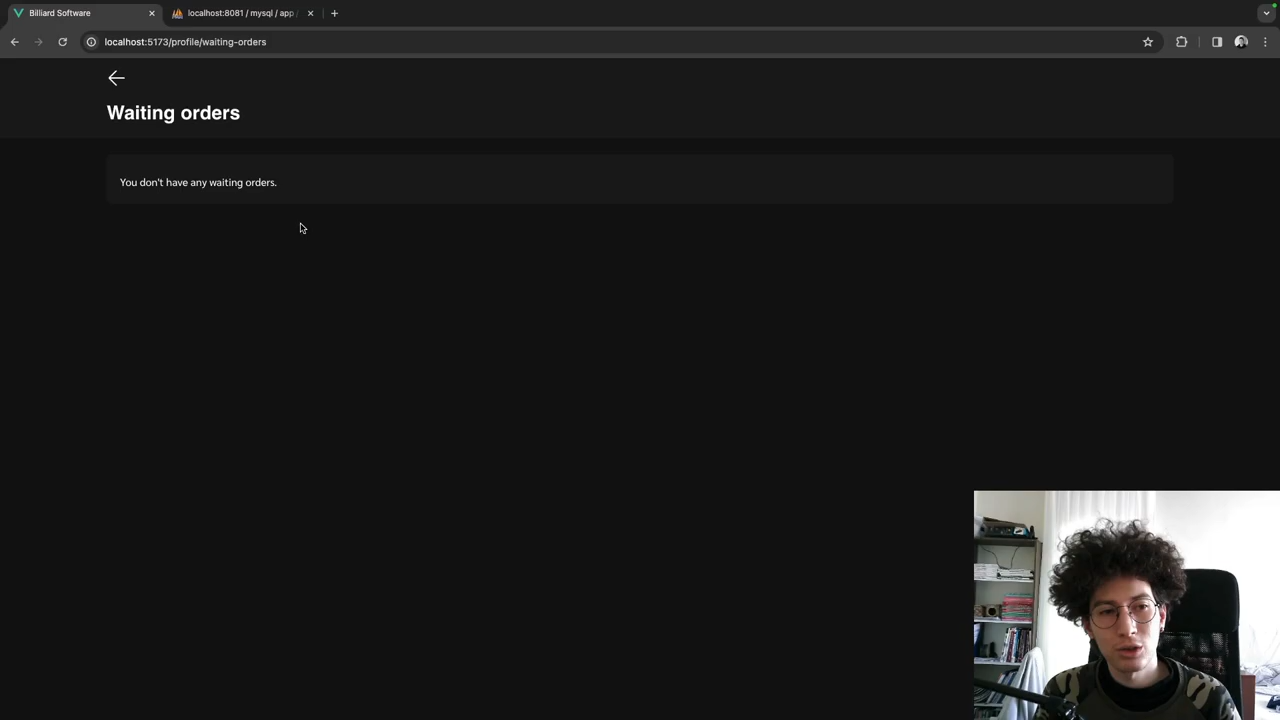 Billiard Software
localhost:8081 / mysql / app /
localhost:5173/profile/waiting-orders
Waiting orders
You don't have any waiting orders.